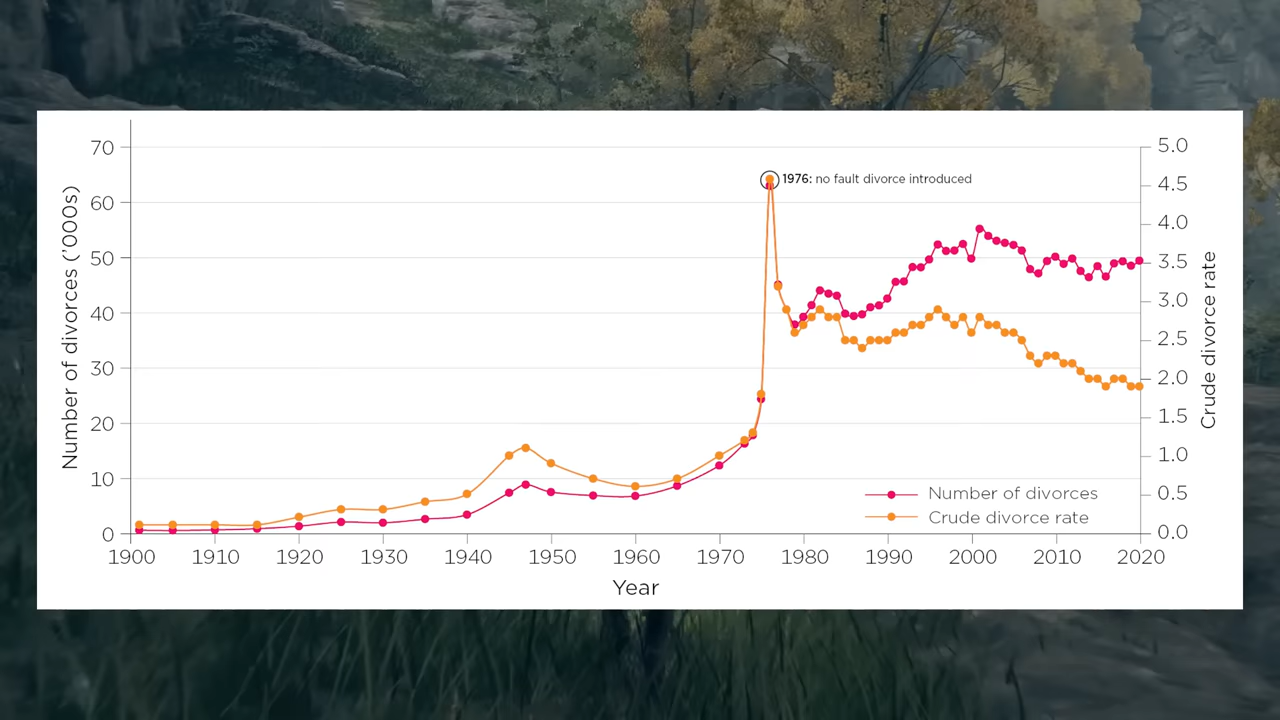 Number of divorces ('000s)
70
60
50
40
30
20
10
0
1976: no fault divorce introduced
5.0
4.5
4.0
3.5
3.0
2.5
2.0
1.5
1.0
0.5
0.0
Crude divorce rate
Number of divorces
Crude divorce rate
1900 1910 1920 1930 1940 1950 1960 1970 1980 1990 2000 2010 2020
Year